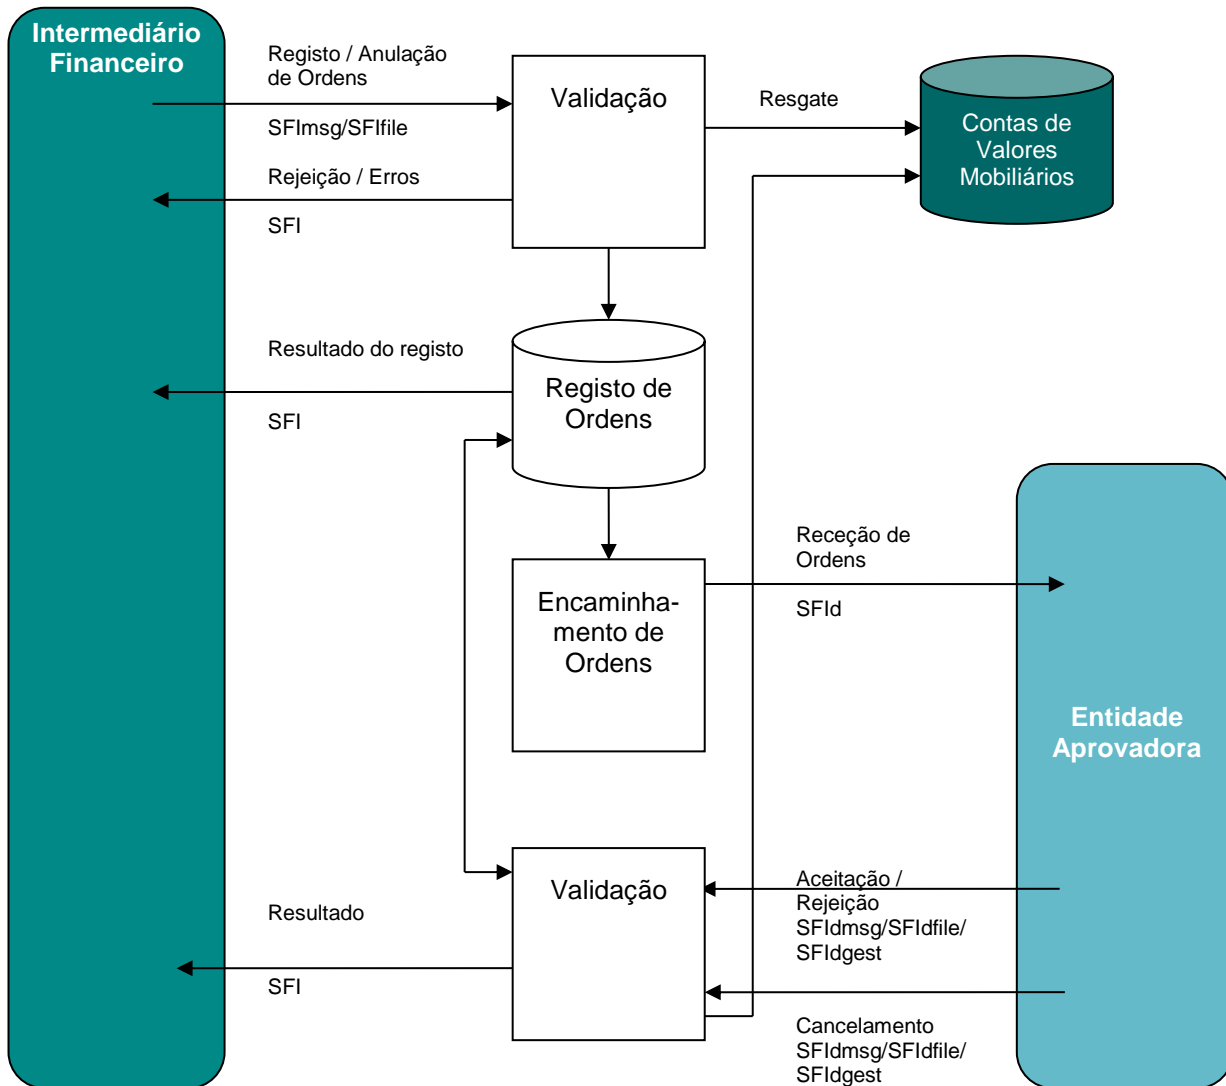 Intermediário
Financeiro
Registo / Anulação
de Ordens
SFImsg/SFIfile
Rejeição / Erros
SFI
Validação
Resgate
Contas de
Valores
Mobiliários
Resultado do registo
SFI
Registo de
Ordens
Encaminha-
mento de
Ordens
Receção de
Ordens
SFId
Entidade
Aprovadora
Validação
Aceitação /
Rejeição
SFIdmsg/SFIdfile/
SFIdgest
Resultado
SFI
Cancelamento
SFIdmsg/SFIdfile/
SFIdgest